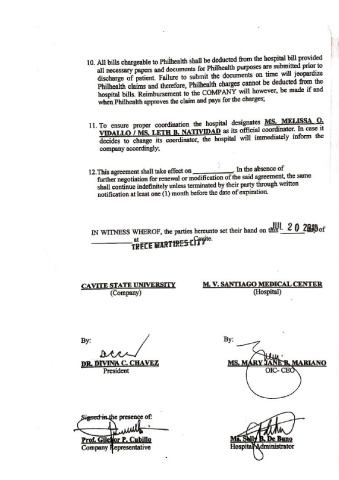 10. All bills chargeable to Philhealth shall be deducted from the hospital bill provided
all necessary papers and documents for Philhealth purposes are submitted prior to
discharge of patient. Failure to submit the documents on time will jeopardize
Philhealth claims and therefore, Philhealth charges cannot be deducted from the
hospital bills. Reimbursement to the COMPANY will however, be made if and
when Philhealth approves the claim and pays for the charges;
11. To ensure proper coordination the hospital designates MS. MELISSA O.
VIDALLO / MS. LETH B. NATIVIDAD as its official coordinator. In case it
decides to change its coordinator, the hospital will immediately inform the
company accordingly;
12. This agreement shall take effect on __________. In the absence of
further negotiation for renewal or modification of the said agreement, the same
shall continue indefinitely unless terminated by their party through written
notification at least one (1) month before the date of expiration.
IN WITNESS WHEROF, the parties hereunto set their hand on this JUL 20 day of
__________ at TRECE MARTIRES CITY Cavite.
CAVITE STATE UNIVERSITY M. V. SANTIAGO MEDICAL CENTER
(Company) (Hospital)
By: By:
DR. DIVINA C. CHAVEZ MS. MARY JANE R. MARIANO
President OIC- CEO
Signed in the presence of:
Prof. Gilchor P. Cubillo Ms. Sally B. De Buno
Company Representative Hospital Administrator